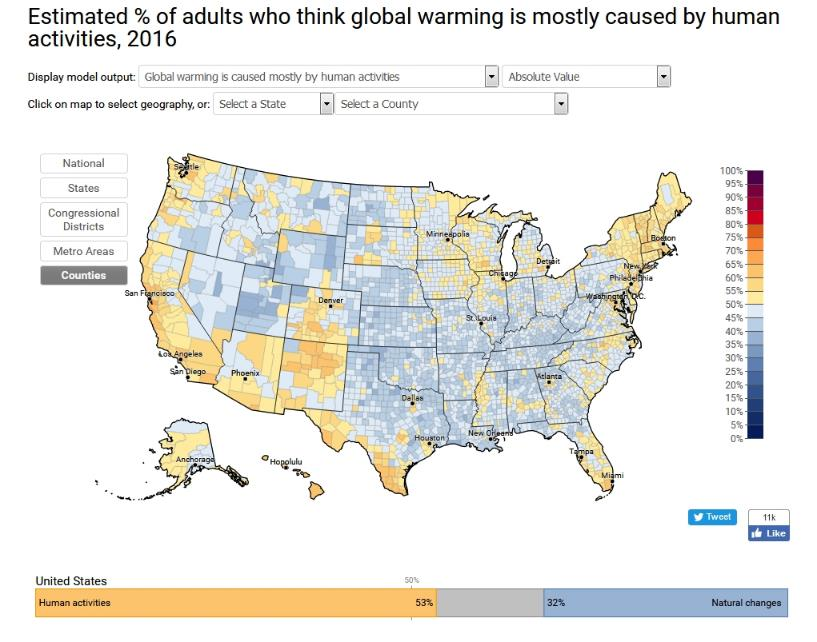 Estimated % of adults who think global warming is mostly caused by human
activities, 2016
Display model output: Global warming is caused mostly by human activities Absolute Value
Click on map to select geography, or: Select a State Select a County
National
States
Congressional
Districts
Metro Areas
Counties
Seattle
Minneapolis
Boston
Detroit
Chicago
New York
Philadelphia
San Francisco
Washington, D.C.
Denver
St. Louis
Los Angeles
San Diego
Phoenix
Atlanta
Dallas
Houston
New Orleans
Tampa
Miami
Anchorage
Honolulu
100%
95%
90%
85%
80%
75%
70%
65%
60%
55%
50%
45%
40%
35%
30%
25%
20%
15%
10%
5%
0%
Tweet
11k
Like
United States
50%
Human activities 53% 32% Natural changes